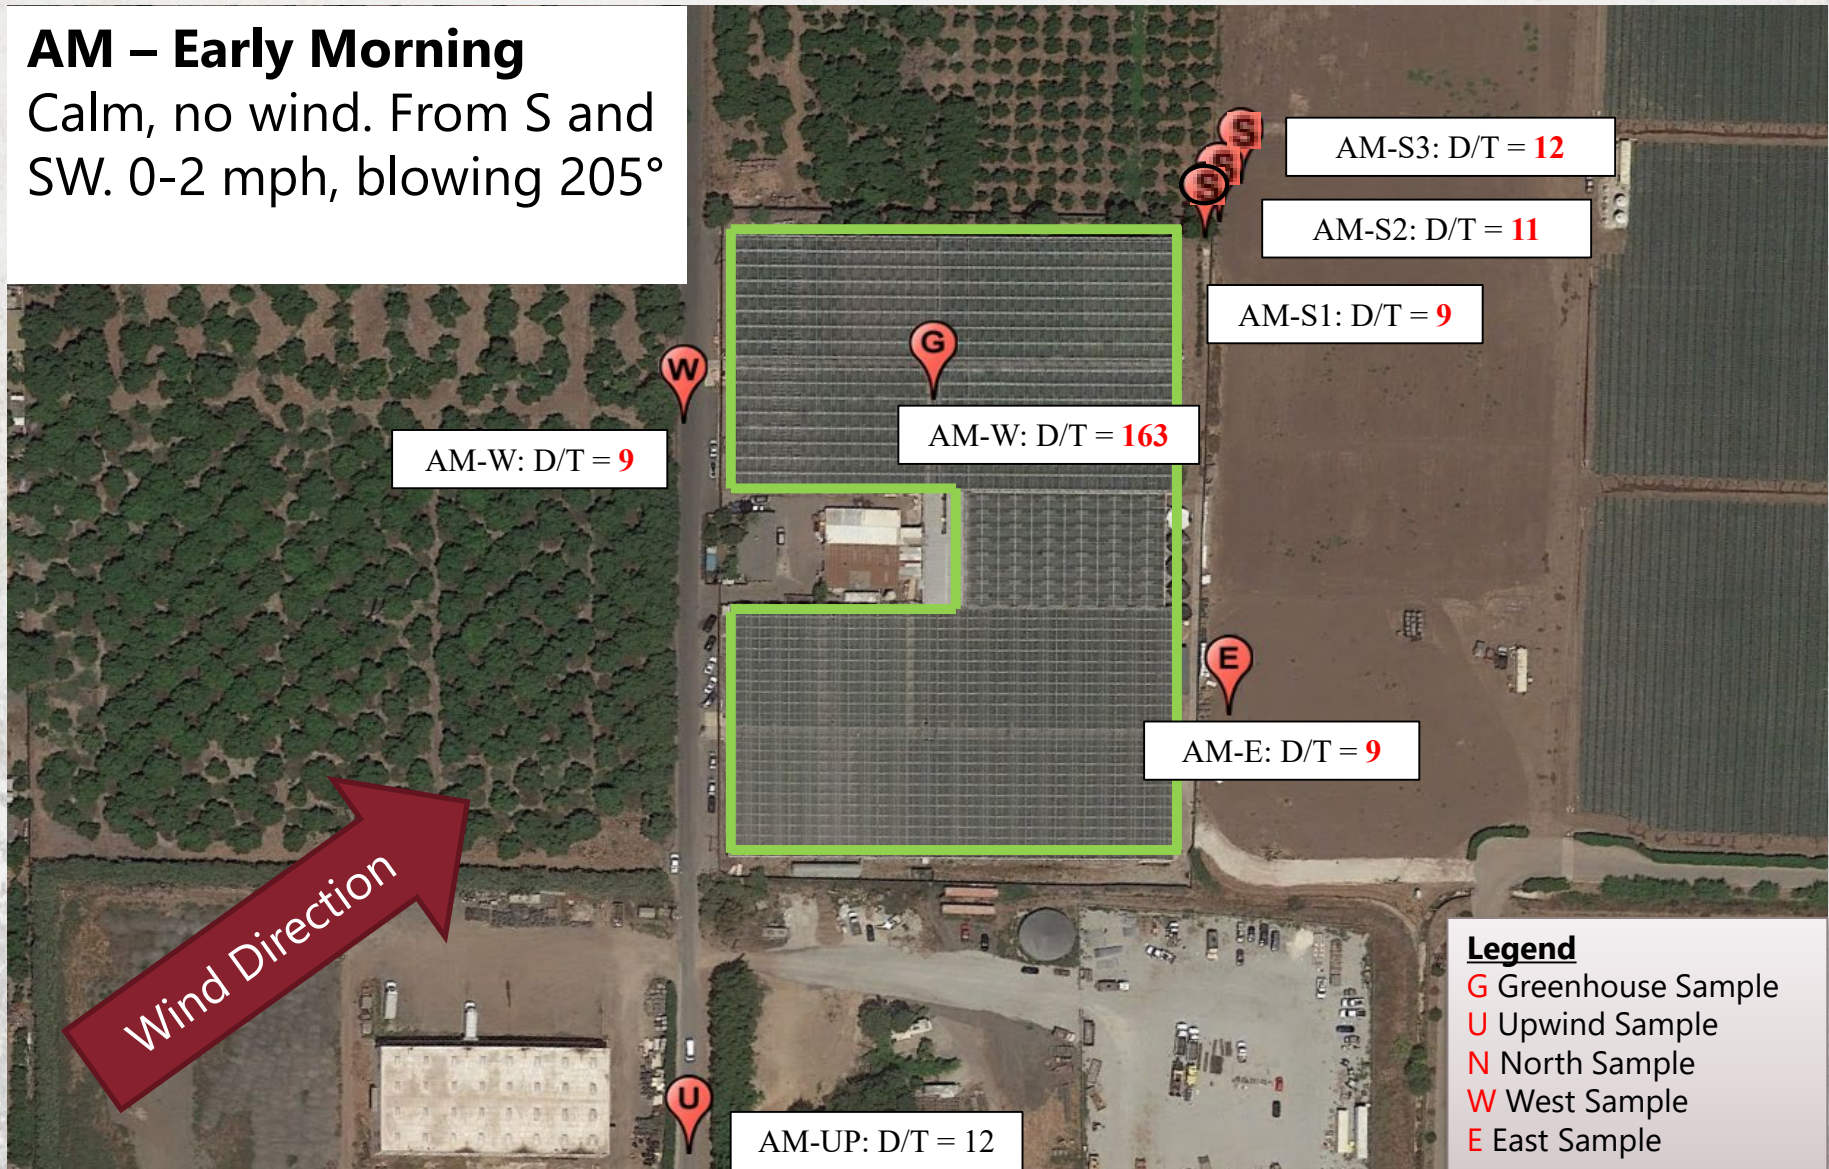 AM – Early Morning
Calm, no wind. From S and
SW. 0-2 mph, blowing 205°
S
AM-S3: D/T = 12
S
S
AM-S2: D/T = 11
AM-S1: D/T = 9
G
W
AM-W: D/T = 163
AM-W: D/T = 9
E
AM-E: D/T = 9
Wind Direction
U
AM-UP: D/T = 12
Legend
G Greenhouse Sample
U Upwind Sample
N North Sample
W West Sample
E East Sample